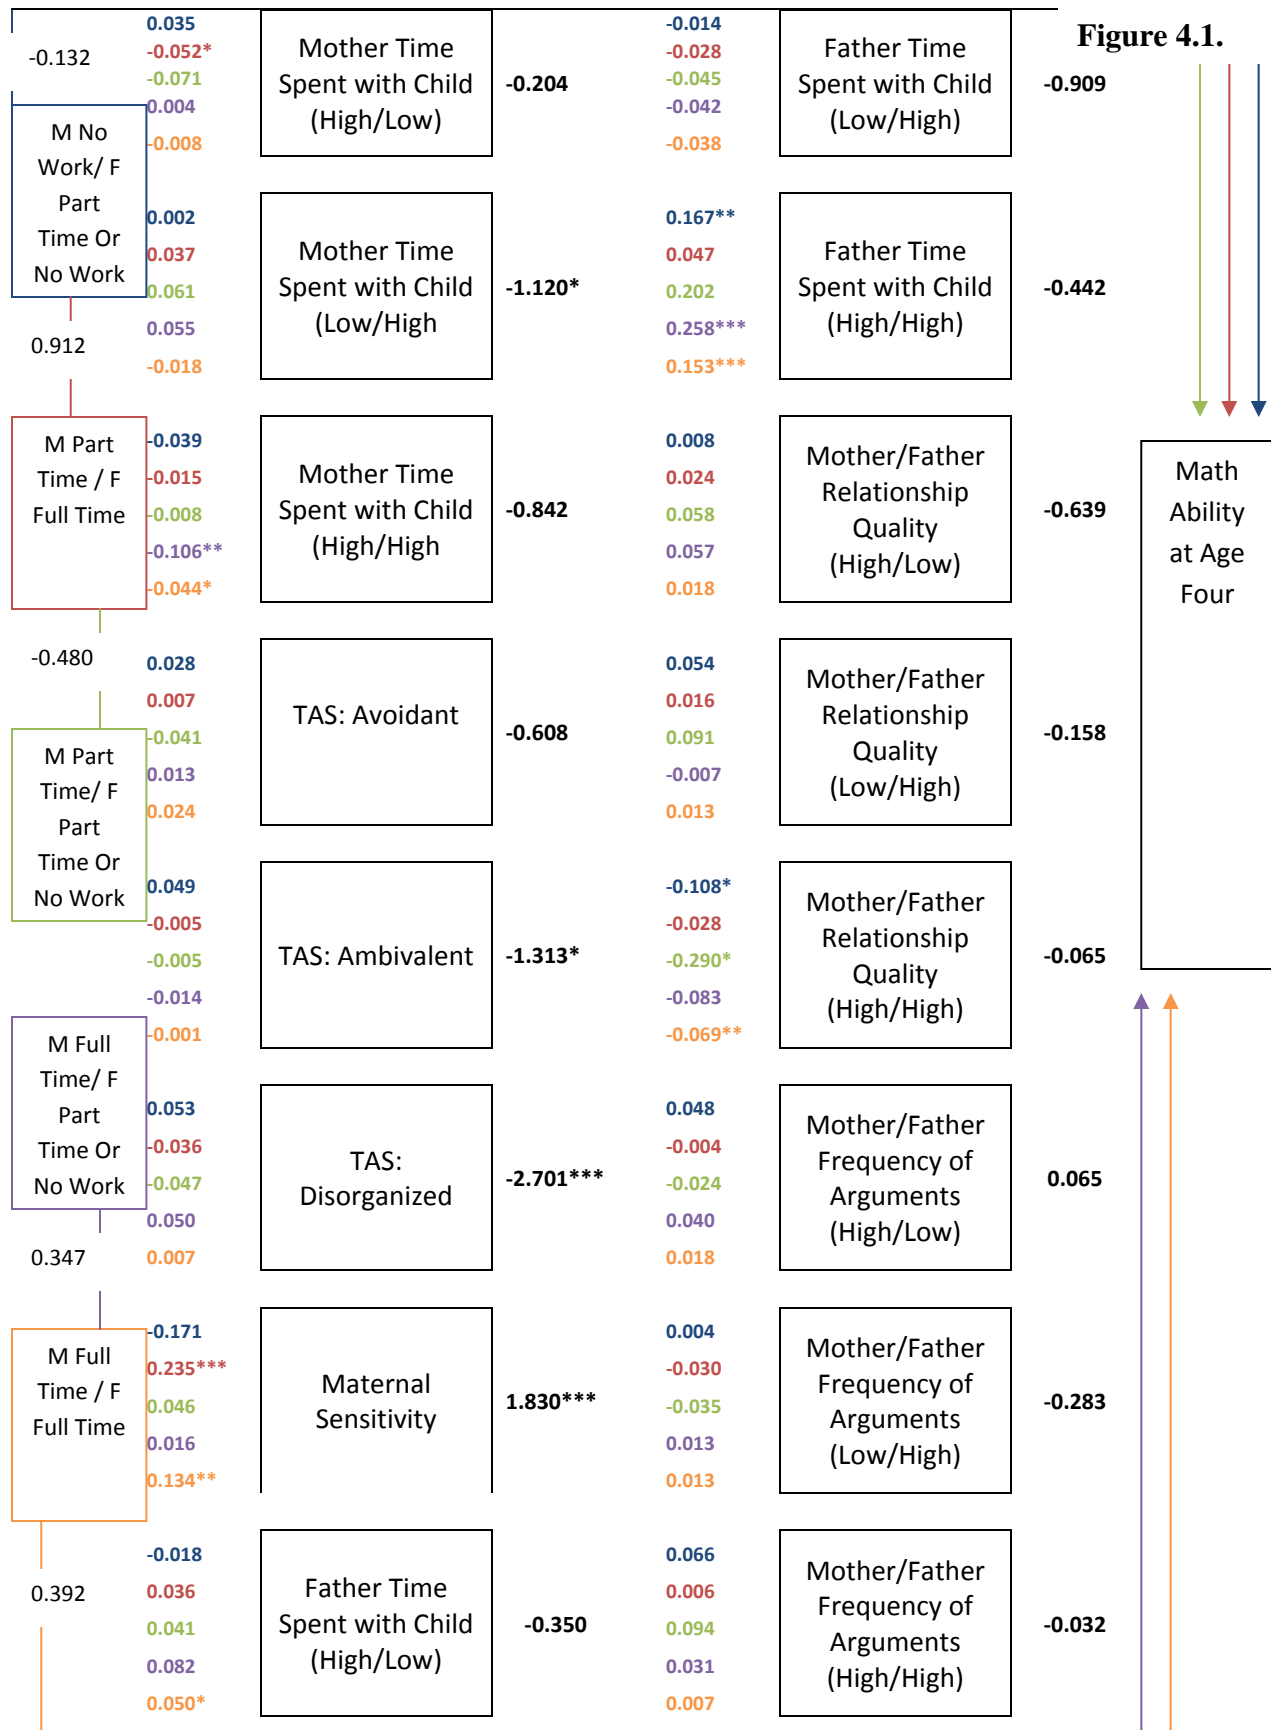 Figure 4.1.
-0.132
M No
Work/ F
Part
Time Or
No Work
0.912
M Part
Time / F
Full Time
-0.480
M Part
Time/ F
Part
Time Or
No Work
M Full
Time/ F
Part
Time Or
No Work
0.347
M Full
Time / F
Full Time
0.392
0.035
-0.052*
-0.071
0.004
-0.008
Mother Time
Spent with Child
(High/Low)
-0.204
0.002
0.037
0.061
0.055
-0.018
Mother Time
Spent with Child
(Low/High
-1.120*
-0.039
-0.015
-0.008
-0.106**
-0.044*
Mother Time
Spent with Child
(High/High
-0.842
0.028
0.007
-0.041
0.013
0.024
TAS: Avoidant
-0.608
0.049
-0.005
-0.005
-0.014
-0.001
TAS: Ambivalent
-1.313*
0.053
-0.036
-0.047
0.050
0.007
TAS:
Disorganized
-2.701***
-0.171
0.235***
0.046
0.016
0.134**
Maternal
Sensitivity
1.830***
-0.018
0.036
0.041
0.082
0.050*
Father Time
Spent with Child
(High/Low)
-0.350
-0.014
-0.028
-0.045
-0.042
-0.038
Father Time
Spent with Child
(Low/High)
-0.909
0.167**
0.047
0.202
0.258***
0.153***
Father Time
Spent with Child
(High/High)
-0.442
0.008
0.024
0.058
0.057
0.018
Mother/Father
Relationship
Quality
(High/Low)
-0.639
0.054
0.016
0.091
-0.007
0.013
Mother/Father
Relationship
Quality
(Low/High)
-0.158
-0.108*
-0.028
-0.290*
-0.083
-0.069**
Mother/Father
Relationship
Quality
(High/High)
-0.065
0.048
-0.004
-0.024
0.040
0.018
Mother/Father
Frequency of
Arguments
(High/Low)
0.065
0.004
-0.030
-0.035
0.013
0.013
Mother/Father
Frequency of
Arguments
(Low/High)
-0.283
0.066
0.006
0.094
0.031
0.007
Mother/Father
Frequency of
Arguments
(High/High)
-0.032
Math
Ability
at Age
Four